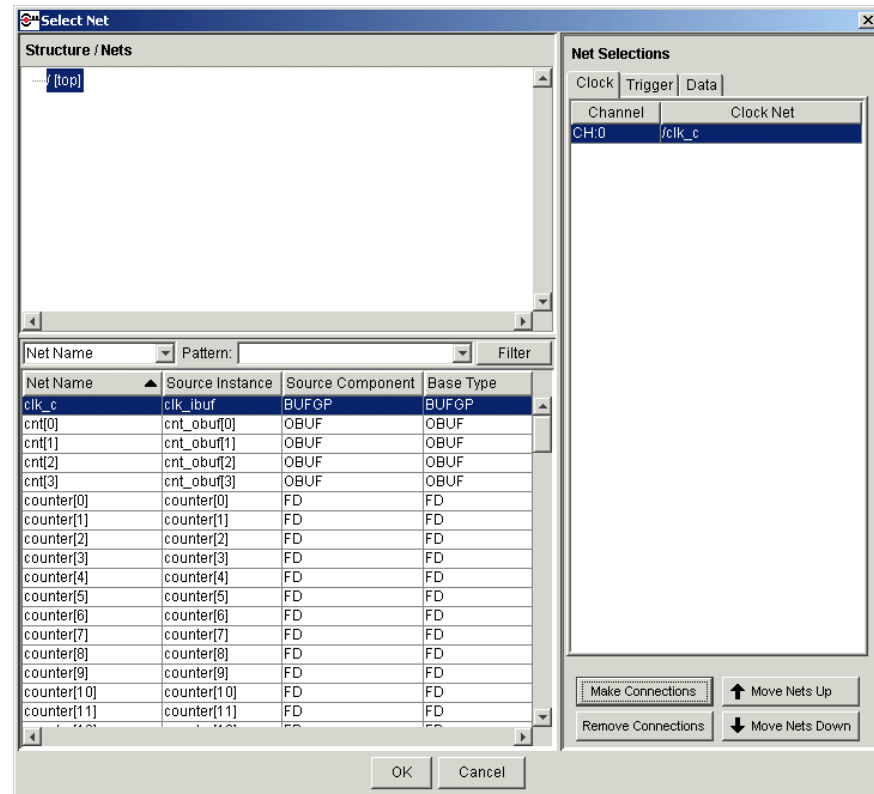 Select Net
Structure / Nets
/ [top]
Net Name Pattern: Filter
Net Name Source Instance Source Component Base Type
clk_c clk_ibuf BUFGP BUFGP
cnt[0] cnt_obuf[0] OBUF OBUF
cnt[1] cnt_obuf[1] OBUF OBUF
cnt[2] cnt_obuf[2] OBUF OBUF
cnt[3] cnt_obuf[3] OBUF OBUF
counter[0] counter[0] FD FD
counter[1] counter[1] FD FD
counter[2] counter[2] FD FD
counter[3] counter[3] FD FD
counter[4] counter[4] FD FD
counter[5] counter[5] FD FD
counter[6] counter[6] FD FD
counter[7] counter[7] FD FD
counter[8] counter[8] FD FD
counter[9] counter[9] FD FD
counter[10] counter[10] FD FD
counter[11] counter[11] FD FD
Net Selections
Clock Trigger Data
Channel Clock Net
CH:0 /clk_c
Make Connections Move Nets Up
Remove Connections Move Nets Down
OK Cancel